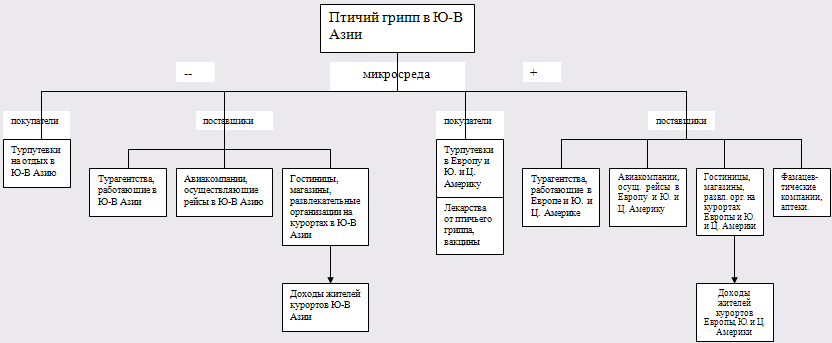 Птичий грипп в Ю-В
Азии
--
микросреда
+
покупатели
поставщики
покупатели
поставщики
Турпутевки
на отдых в
Ю-В Азию
Турагентства,
работающие в
Ю-В Азии
Авиакомпании,
осуществляющие
рейсы в Ю-В Азию
Гостиницы,
магазины,
развлекательные
организации на
курортах в Ю-В
Азии
Доходы жителей
курортов Ю-В
Азии
Турпутевки
в Европу и
Ю. и Ц.
Америку
Лекарства
от птичьего
гриппа,
вакцины
Турагентства,
работающие в
Европе и Ю. и
Ц. Америке
Авиакомпании,
осущ. рейсы в
Европу и Ю. и
Ц. Америку
Гостиницы,
магазины,
развл. орг. на
курортах
Европы и Ю.
и Ц. Америки
Фамацев-
тические
компании,
аптеки.
Доходы
жителей
курортов
Европы, Ю. и Ц.
Америки